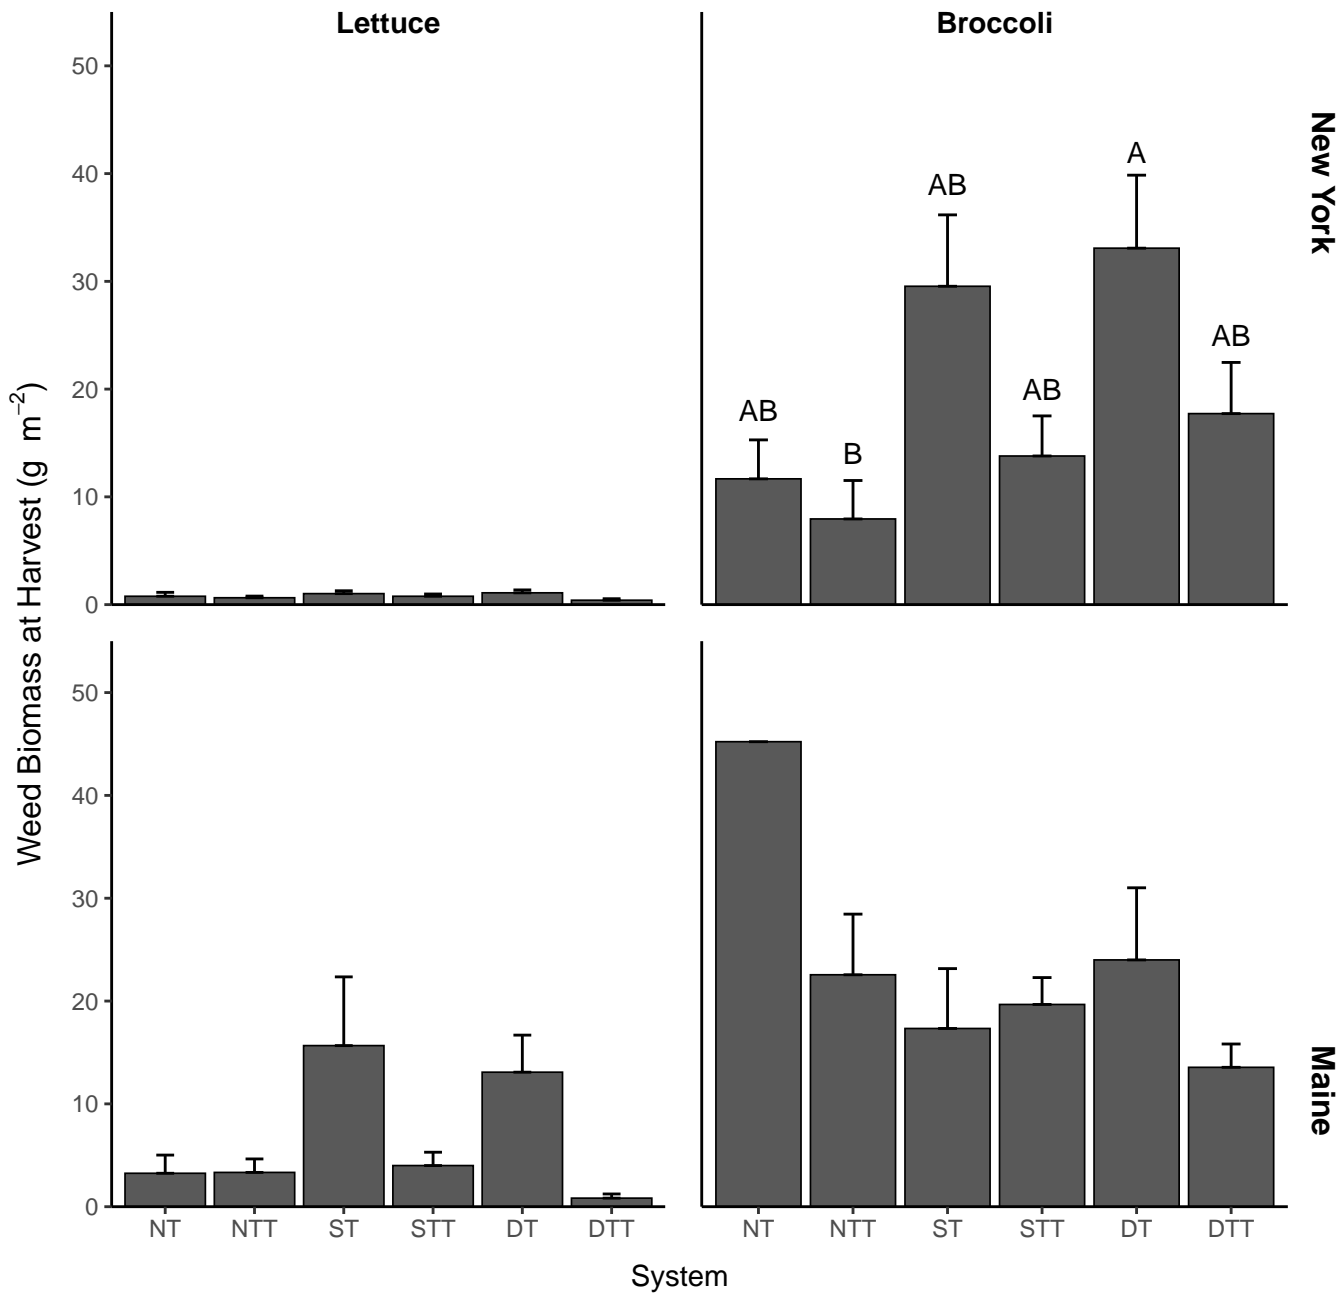 Lettuce
Broccoli
New York
Weed Biomass at Harvest (g m⁻²)
50
40
30
20
10
0
AB
B
AB
AB
A
AB
Maine
50
40
30
20
10
0
NT NTT ST STT DT DTT
NT NTT ST STT DT DTT
System